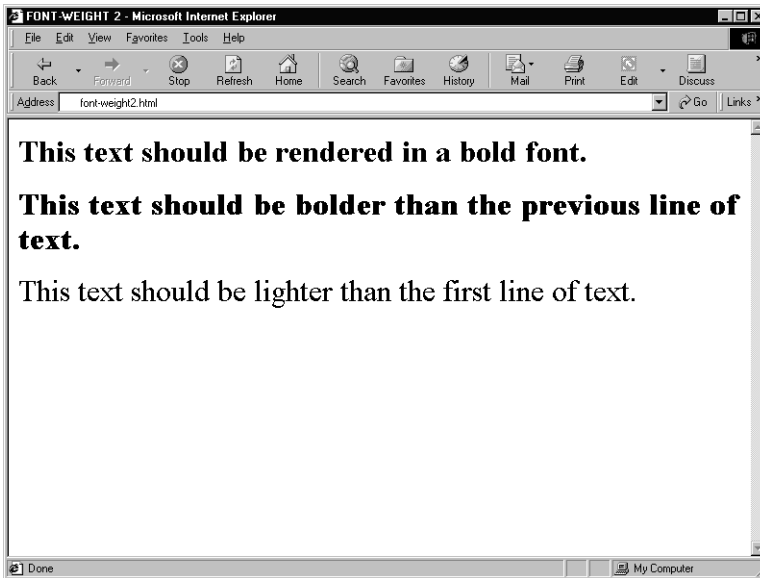 FONT-WEIGHT 2 - Microsoft Internet Explorer
File Edit View Favorites Tools Help
Back Forward Stop Refresh Home Search Favorites History Mail Print Edit Discuss »
Address font-weight2.html Go Links »
This text should be rendered in a bold font.
This text should be bolder than the previous line of
text.
This text should be lighter than the first line of text.
Done My Computer